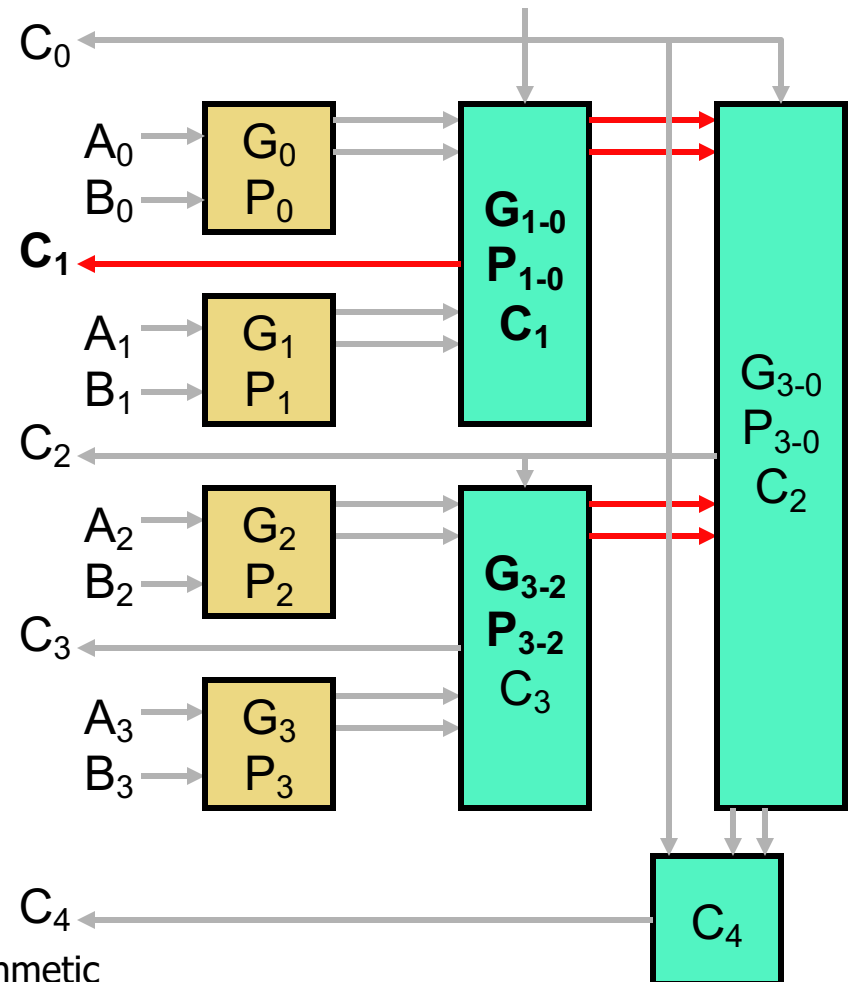 C₀
A₀
B₀
G₀
P₀
C₁
A₁
B₁
G₁
P₁
G₁₋₀
P₁₋₀
C₁
G₃₋₀
P₃₋₀
C₂
C₂
A₂
B₂
G₂
P₂
C₃
A₃
B₃
G₃
P₃
G₃₋₂
P₃₋₂
C₃
C₄
C₄